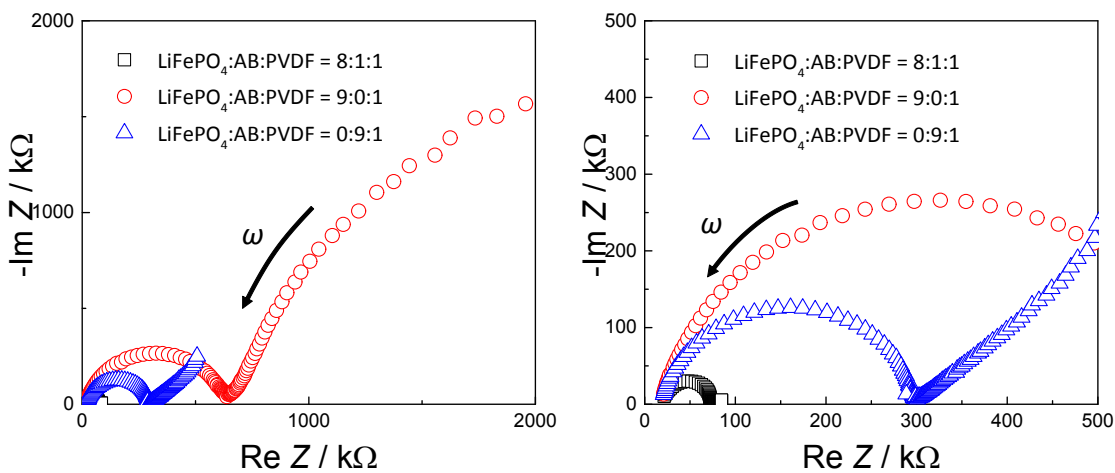 2000
1000
0
-Im Z / kΩ
LiFePO₄:AB:PVDF = 8:1:1
LiFePO₄:AB:PVDF = 9:0:1
LiFePO₄:AB:PVDF = 0:9:1
ω
0
1000
2000
Re Z / kΩ
500
400
300
200
100
0
-Im Z / kΩ
LiFePO₄:AB:PVDF = 8:1:1
LiFePO₄:AB:PVDF = 9:0:1
LiFePO₄:AB:PVDF = 0:9:1
ω
0
100
200
300
400
500
Re Z / kΩ